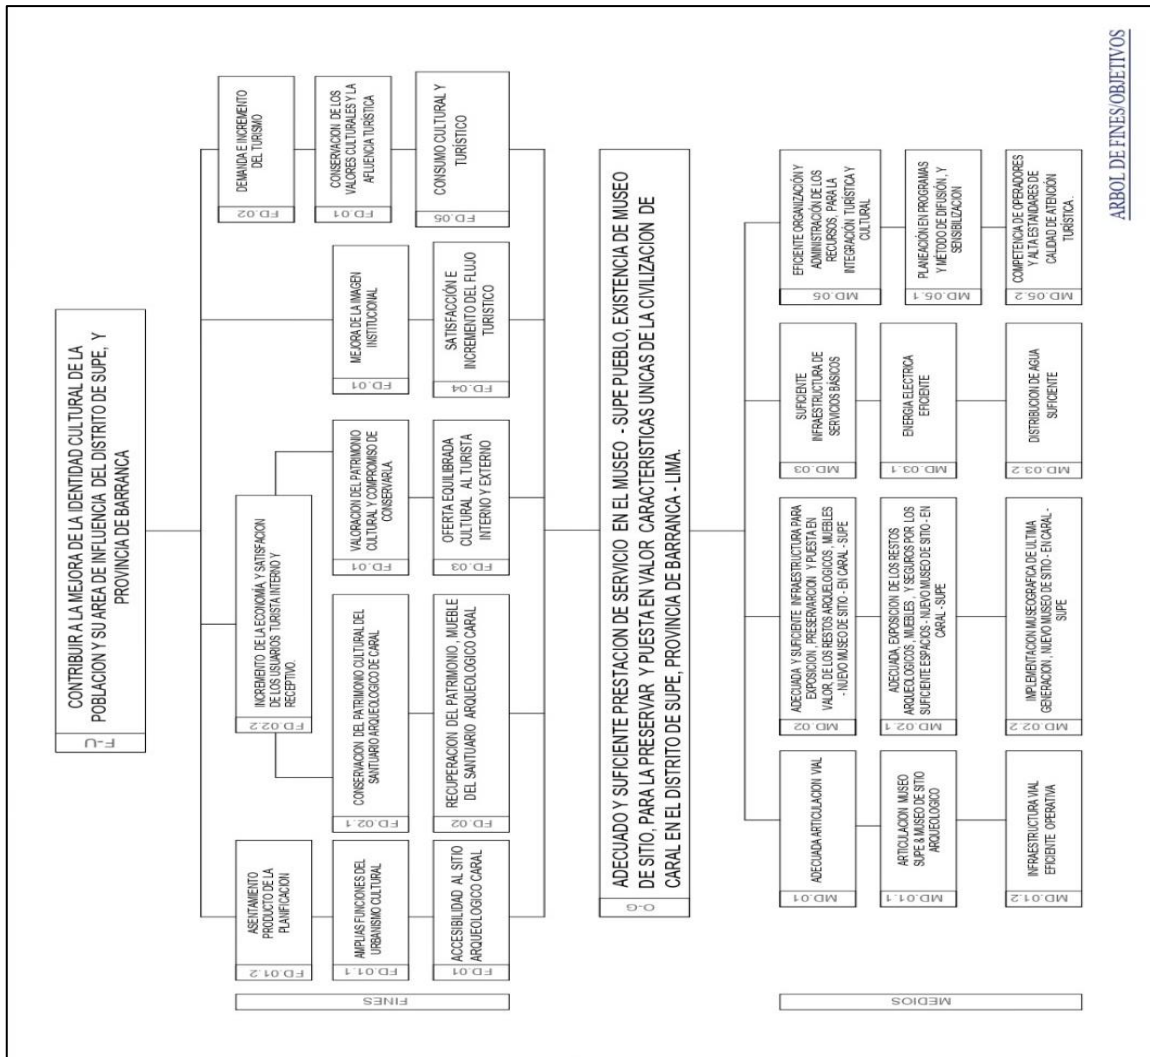 ARBOL DE FINES/OBJETIVOS
F-U
CONTRIBUIR A LA MEJORA DE LA IDENTIDAD CULTURAL DE LA
POBLACION Y SU AREA DE INFLUENCIA DEL DISTRITO DE SUPE, Y
PROVINCIA DE BARRANCA
FINES
FD.01.2
ASENTAMIENTO
PRODUCTO DE LA
PLANIFICACION
FD.02.2
INCREMENTO DE LA ECONOMÍA, Y SATISFACION
DE LOS USUARIOS TURISTA INTERNO Y
RECEPTIVO.
FD.02
DEMANDA E INCREMENTO
DEL TURISMO
FD.01.1
AMPLIAS FUNCIONES DEL
URBANISMO CULTURAL
FD.02.1
CONSERVACION DEL PATRIMONIO CULTURAL DEL
SANTUARIO ARQUEOLOGICO DE CARAL
FD.01
VALORACION DEL PATRIMONIO
CULTURAL Y COMPROMISO DE
CONSERVARLA
FD.01
MEJORA DE LA IMAGEN
INSTITUCIONAL
FD.01
CONSERVACION DE LOS
VALORES CULTURALES Y LA
AFLUENCIA TURÍSTICA
FD.01
ACCESIBILIDAD AL SITIO
ARQUEOLOGICO CARAL
FD.02
RECUPERACION DEL PATRIMONIO, MUEBLE
DEL SANTUARIO ARQUEOLOGICO CARAL
FD.03
OFERTA EQUILIBRADA
CULTURAL AL TURISTA
INTERNO Y EXTERNO
FD.04
SATISFACCIÓN E
INCREMENTO DEL FLUJO
TURISTICO
FD.05
CONSUMO CULTURAL Y
TURÍSTICO
O-G
ADECUADO Y SUFICIENTE PRESTACION DE SERVICIO EN EL MUSEO - SUPE PUEBLO, EXISTENCIA DE MUSEO
DE SITIO, PARA LA PRESERVAR Y PUESTA EN VALOR CARACTERISTICAS UNICAS DE LA CIVILIZACION DE
CARAL EN EL DISTRITO DE SUPE, PROVINCIA DE BARRANCA - LIMA.
MEDIOS
MD.01
ADECUADA ARTICULACION VIAL
MD.02
ADECUADA Y SUFICIENTE INFRAESTRUCTURA PARA
EXPOSICION, PRESERVARCION Y PUESTA EN
VALOR, DE LOS RESTOS ARQUELOGICOS, MUEBLES
- NUEVO MUSEO DE SITIO - EN CARAL - SUPE
MD.03
SUFICIENTE
INFRAESTRUCTURA DE
SERVICIOS BÁSICOS
MD.05
EFICIENTE ORGANIZACIÓN Y
ADMINISTRACIÓN DE LOS
RECURSOS, PARA LA
INTEGRACIÓN TURÍSTICA Y
CULTURAL
MD.01.1
ARTICULACION MUSEO
SUPE & MUSEO DE SITIO
ARQUEOLOGICO
MD.02.1
ADECUADA, EXPOSICION DE LOS RESTOS
ARQUEOLOGICOS, MUEBLES, Y SEGUROS POR LOS
SUFICIENTE ESPACIOS - NUEVO MUSEO DE SITIO - EN
CARAL - SUPE
MD.03.1
ENERGIA ELECTRICA
EFICIENTE
MD.05.1
PLANEACIÓN EN PROGRAMAS
Y MÉTODO DE DIFUSIÓN, Y
SENSIBILIZACION
MD.01.2
INFRAESTRUCTURA VIAL
EFICIENTE OPERATIVA
MD.02.2
IMPLEMENTACION MUSEOGRAFICA DE ULTIMA
GENERACION, NUEVO MUSEO DE SITIO - EN CARAL -
SUPE
MD.03.2
DISTRIBUCION DE AGUA
SUFICIENTE
MD.05.2
COMPETENCIA DE OPERADORES
Y ALTA ESTANDARES DE
CALIDAD DE ATENCIÓN
TURÍSTICA.